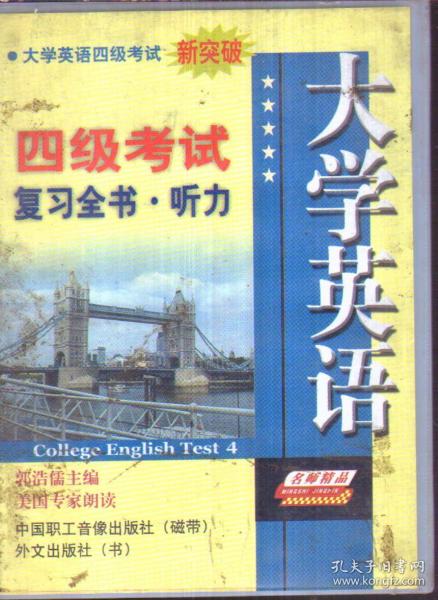 ● 大学英语四级考试 新突破
四级考试
复习全书·听力
大学英语
College English Test 4
名师精品
MINGSHI JINGPIN
郭浩儒主编
美国专家朗读
中国职工音像出版社（磁带）
外文出版社（书）
孔夫子旧书网
www.kongfz.com